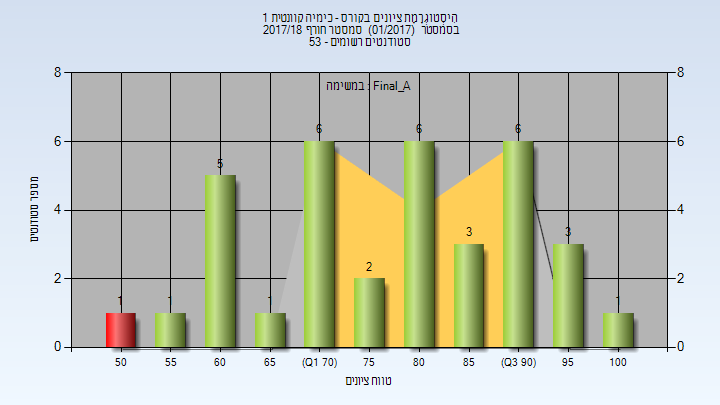 היסטוגרמת ציונים בקורס - כימיה קוונטית 1
בסמסטר (01/2017) סמסטר חורף 2017/18
סטודנטים רשומים - 53
במשימה : Final_A
8 8
6 6 6 6 6
5
4 4
3 3
2 2 2
1 1 1 1
0 0
מספר סטודנטים
50 55 60 65 (Q1 70) 75 80 85 (Q3 90) 95 100
טווח ציונים